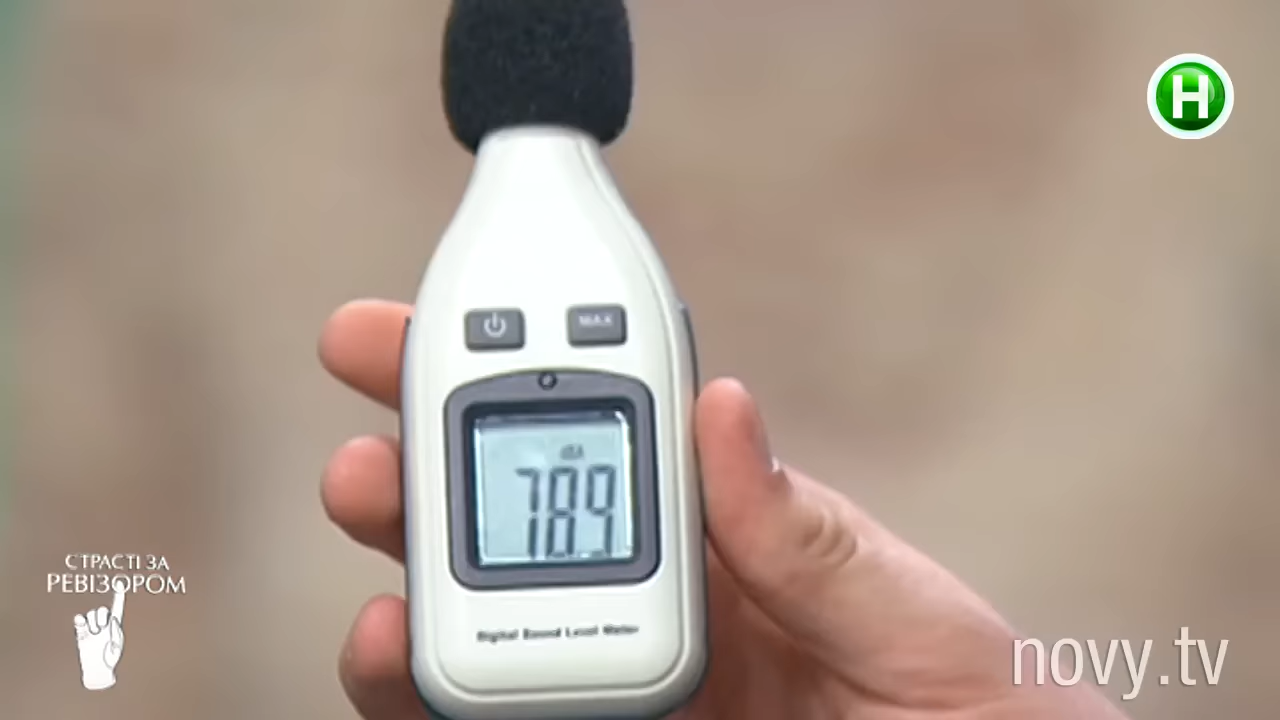 H
MAX
dBA
78.9
Digital Sound Level Meter
СТРАСТІ ЗА
РЕВІЗОРОМ
novy.tv